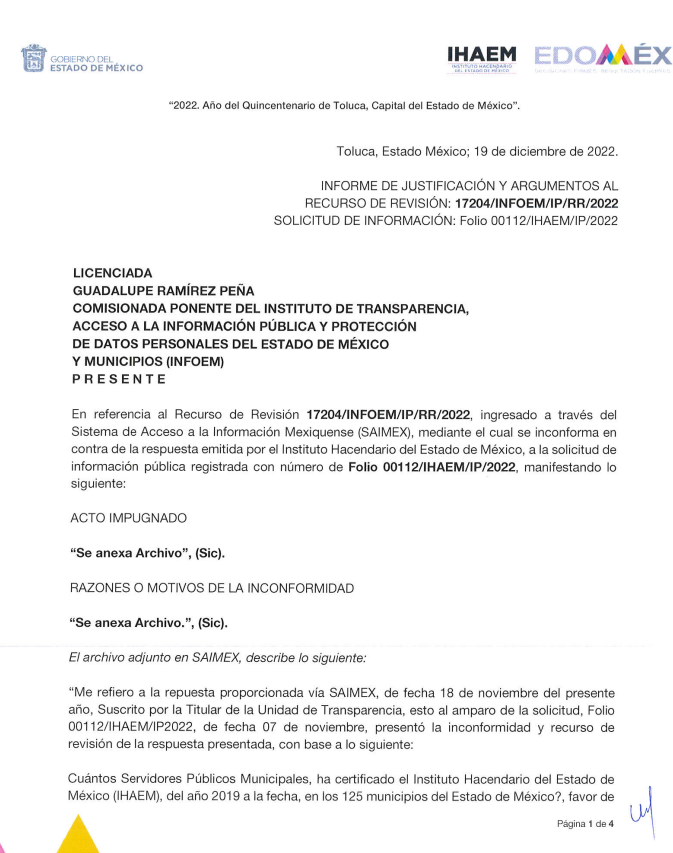 GOBIERNO DEL
ESTADO DE MÉXICO
IHAEM
INSTITUTO HACENDARIO
DEL ESTADO DE MÉXICO
EDOMÉX
“2022. Año del Quincentenario de Toluca, Capital del Estado de México”.
Toluca, Estado México; 19 de diciembre de 2022.
INFORME DE JUSTIFICACIÓN Y ARGUMENTOS AL
RECURSO DE REVISIÓN: 17204/INFOEM/IP/RR/2022
SOLICITUD DE INFORMACIÓN: Folio 00112/IHAEM/IP/2022
LICENCIADA
GUADALUPE RAMÍREZ PEÑA
COMISIONADA PONENTE DEL INSTITUTO DE TRANSPARENCIA,
ACCESO A LA INFORMACIÓN PÚBLICA Y PROTECCIÓN
DE DATOS PERSONALES DEL ESTADO DE MÉXICO
Y MUNICIPIOS (INFOEM)
P R E S E N T E
En referencia al Recurso de Revisión 17204/INFOEM/IP/RR/2022, ingresado a través del
Sistema de Acceso a la Información Mexiquense (SAIMEX), mediante el cual se inconforma en
contra de la respuesta emitida por el Instituto Hacendario del Estado de México, a la solicitud de
información pública registrada con número de Folio 00112/IHAEM/IP/2022, manifestando lo
siguiente:
ACTO IMPUGNADO
“Se anexa Archivo”, (Sic).
RAZONES O MOTIVOS DE LA INCONFORMIDAD
“Se anexa Archivo.”, (Sic).
El archivo adjunto en SAIMEX, describe lo siguiente:
“Me refiero a la repuesta proporcionada vía SAIMEX, de fecha 18 de noviembre del presente
año, Suscrito por la Titular de la Unidad de Transparencia, esto al amparo de la solicitud, Folio
00112/IHAEM/IP2022, de fecha 07 de noviembre, presentó la inconformidad y recurso de
revisión de la respuesta presentada, con base a lo siguiente:
Cuántos Servidores Públicos Municipales, ha certificado el Instituto Hacendario del Estado de
México (IHAEM), del año 2019 a la fecha, en los 125 municipios del Estado de México?, favor de
Página 1 de 4